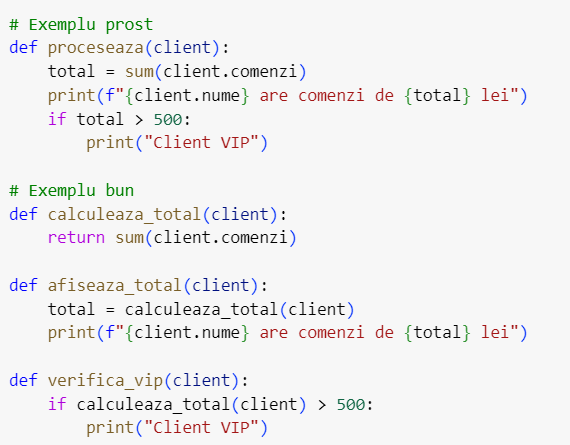 # Exemplu prost
def proceseaza(client):
    total = sum(client.comenzi)
    print(f"{client.nume} are comenzi de {total} lei")
    if total > 500:
        print("Client VIP")

# Exemplu bun
def calculeaza_total(client):
    return sum(client.comenzi)

def afiseaza_total(client):
    total = calculeaza_total(client)
    print(f"{client.nume} are comenzi de {total} lei")

def verifica_vip(client):
    if calculeaza_total(client) > 500:
        print("Client VIP")